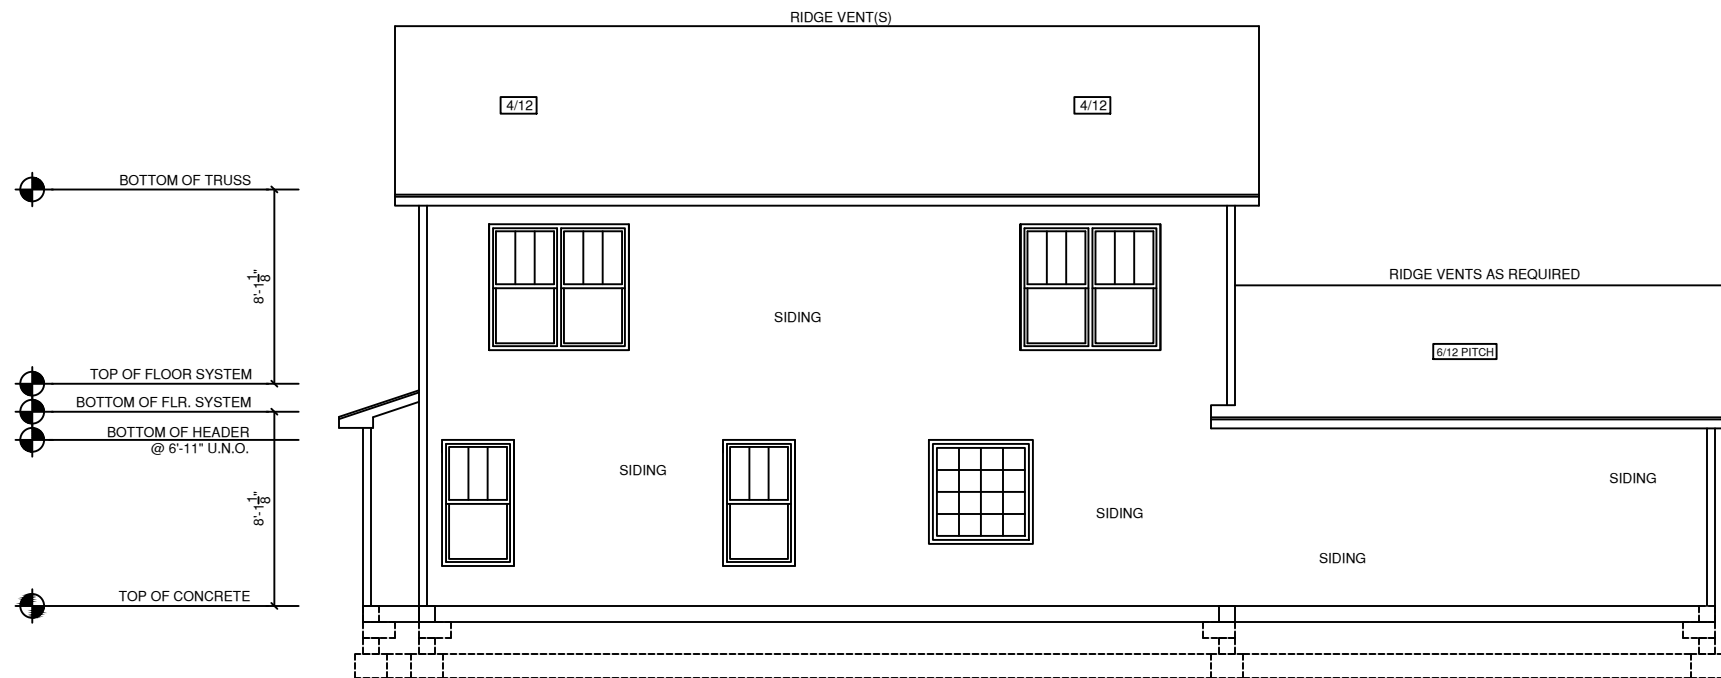 RIDGE VENT(S)
4/12
4/12
BOTTOM OF TRUSS
8'-1 1/8"
RIDGE VENTS AS REQUIRED
SIDING
6/12 PITCH
TOP OF FLOOR SYSTEM
BOTTOM OF FLR. SYSTEM
BOTTOM OF HEADER
@ 6'-11" U.N.O.
SIDING
SIDING
8'-1 1/8"
SIDING
SIDING
TOP OF CONCRETE